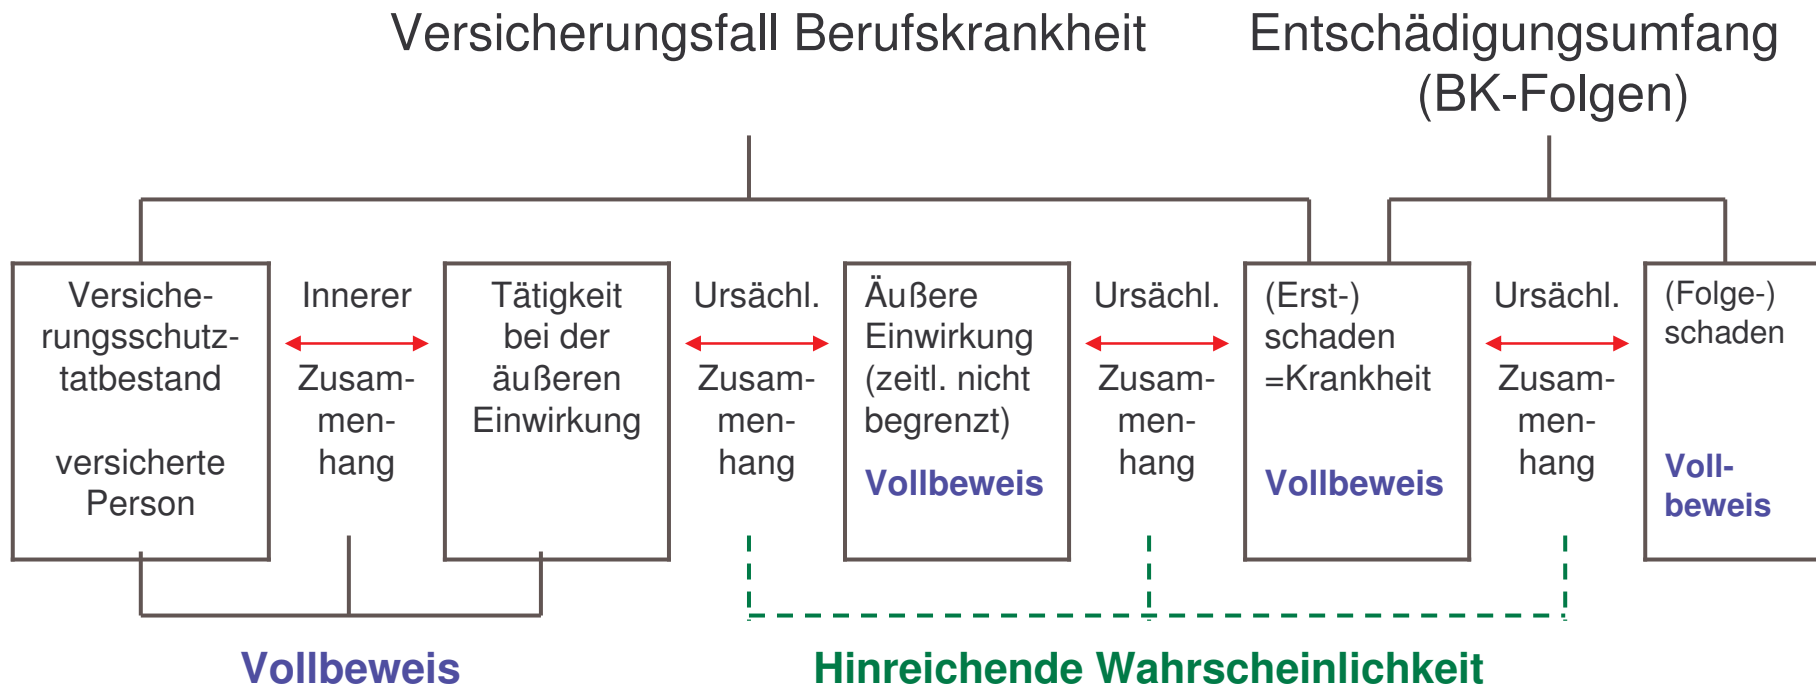 Versicherungsfall Berufskrankheit
Entschädigungsumfang
(BK-Folgen)
Versiche-
rungsschutz-
tatbestand
versicherte
Person
Innerer
Zusam-
men-
hang
Tätigkeit
bei der
äußeren
Einwirkung
Ursächl.
Zusam-
men-
hang
Äußere
Einwirkung
(zeitl. nicht
begrenzt)
Vollbeweis
Ursächl.
Zusam-
men-
hang
(Erst-)
schaden
=Krankheit
Vollbeweis
Ursächl.
Zusam-
men-
hang
(Folge-)
schaden
Voll-
beweis
Vollbeweis
Hinreichende Wahrscheinlichkeit